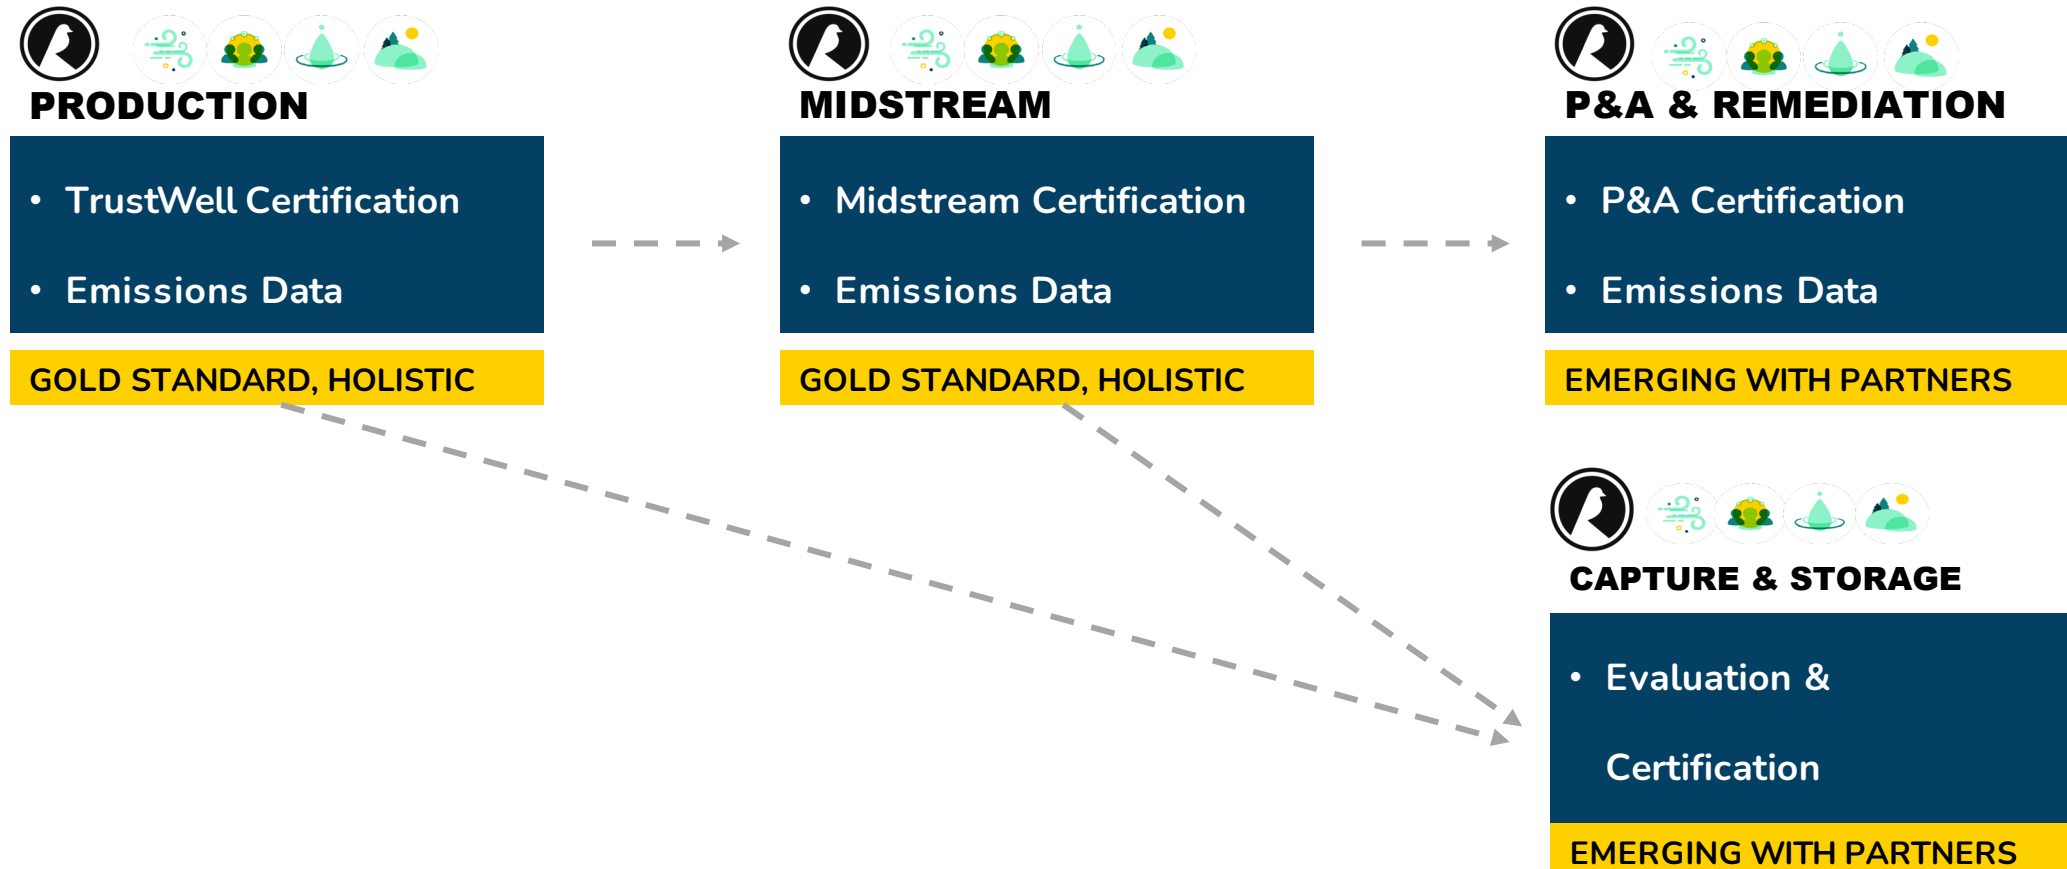 PRODUCTION
• TrustWell Certification
• Emissions Data
GOLD STANDARD, HOLISTIC
MIDSTREAM
• Midstream Certification
• Emissions Data
GOLD STANDARD, HOLISTIC
P&A & REMEDIATION
• P&A Certification
• Emissions Data
EMERGING WITH PARTNERS
CAPTURE & STORAGE
• Evaluation &
Certification
EMERGING WITH PARTNERS